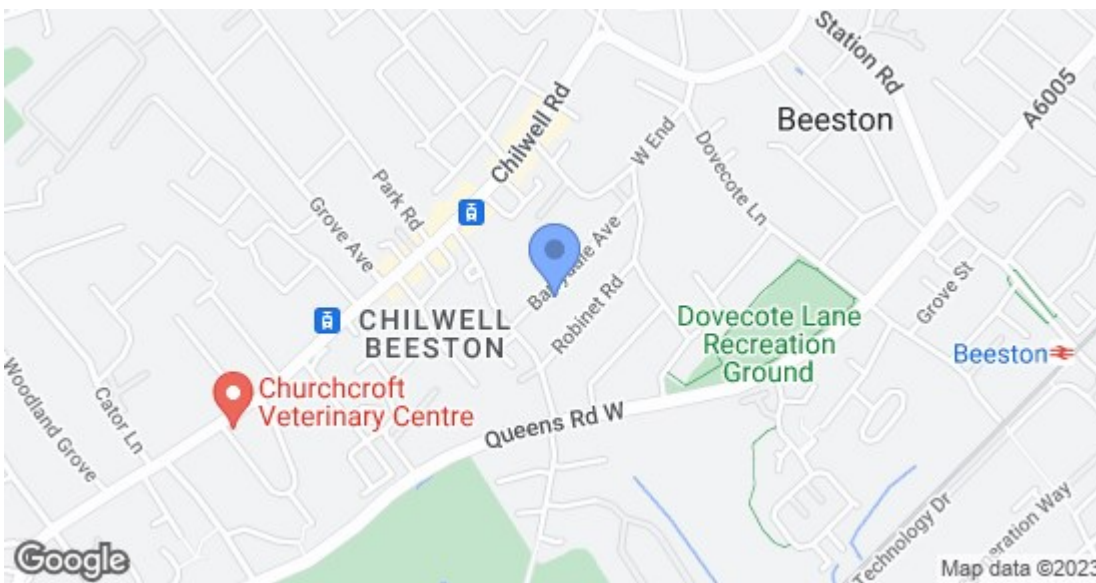 Station Rd
A6005
Beeston
Chilwell Rd
W End
Dovecote Ln
Park Rd
Grove Ave
Robinet Rd
Grove St
CHILWELL
BEESTON
Dovecote Lane
Recreation
Ground
Beeston
Churchcroft
Veterinary Centre
Woodland Grove
Cator Ln
Queens Rd W
Technology Dr
Way
Google
Map data ©2023